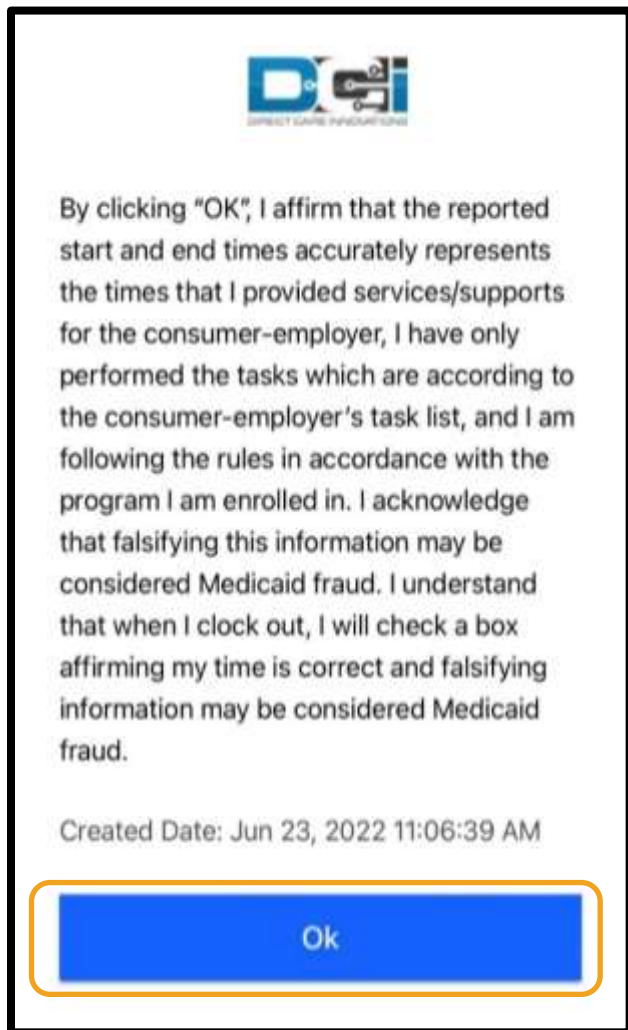 DCi
DIRECT CARE INNOVATIONS
By clicking "OK", I affirm that the reported
start and end times accurately represents
the times that I provided services/supports
for the consumer-employer, I have only
performed the tasks which are according to
the consumer-employer's task list, and I am
following the rules in accordance with the
program I am enrolled in. I acknowledge
that falsifying this information may be
considered Medicaid fraud. I understand
that when I clock out, I will check a box
affirming my time is correct and falsifying
information may be considered Medicaid
fraud.
Created Date: Jun 23, 2022 11:06:39 AM
Ok